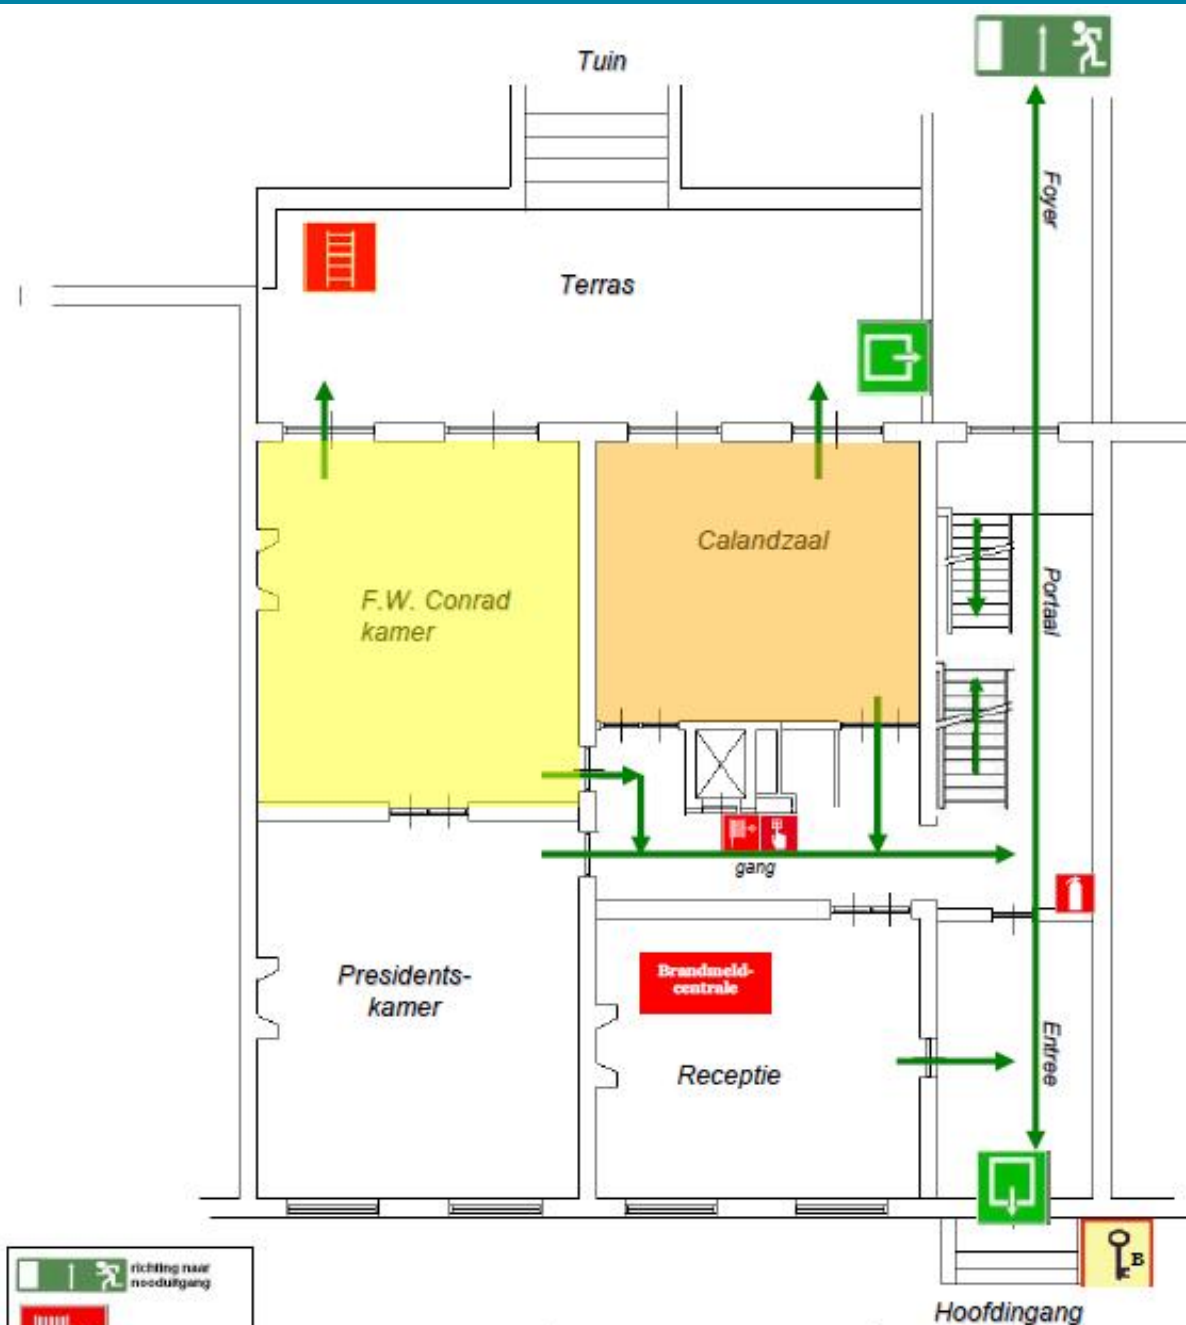 Tuin
Foyer
Terras
Calandzaal
F.W. Conrad
kamer
Portaal
gang
Presidents-
kamer
Brandmeld-
centrale
Receptie
Entree
B
richting naar
nooduitgang
Hoofdingang